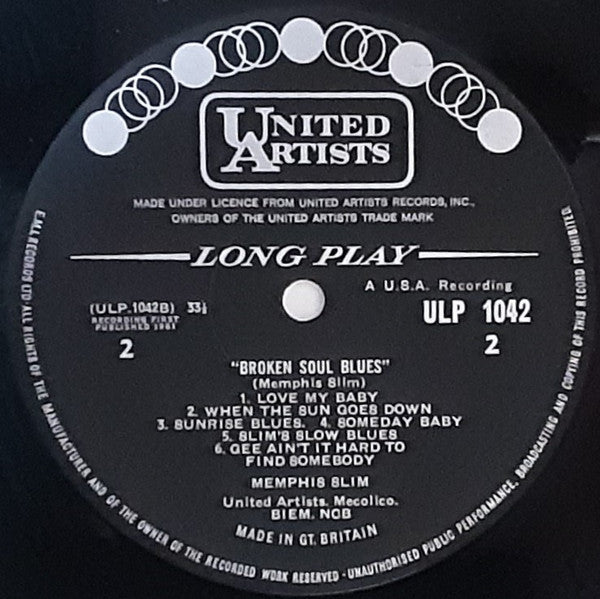 UNITED
ARTISTS
MADE UNDER LICENCE FROM UNITED ARTISTS RECORDS, INC.,
OWNERS OF THE UNITED ARTISTS TRADE MARK
LONG PLAY
A U.S.A. Recording
(ULP.1042B) 33⅓
ULP 1042
RECORDING FIRST
PUBLISHED 1961
2
2
"BROKEN SOUL BLUES"
(Memphis Slim)
1. LOVE MY BABY
2. WHEN THE SUN GOES DOWN
3. SUNRISE BLUES. 4. SOMEDAY BABY
5. SLIM'S SLOW BLUES
6. GEE AIN'T IT HARD TO
FIND SOMEBODY
MEMPHIS SLIM
United Artists. Mecolico.
BIEM. NCB
MADE IN GT. BRITAIN
E.M.I. RECORDS LTD. ALL RIGHTS OF THE MANUFACTURER AND OF THE OWNER OF THE RECORDED WORK RESERVED - UNAUTHORISED PUBLIC PERFORMANCE, BROADCASTING AND COPYING OF THIS RECORD PROHIBITED.